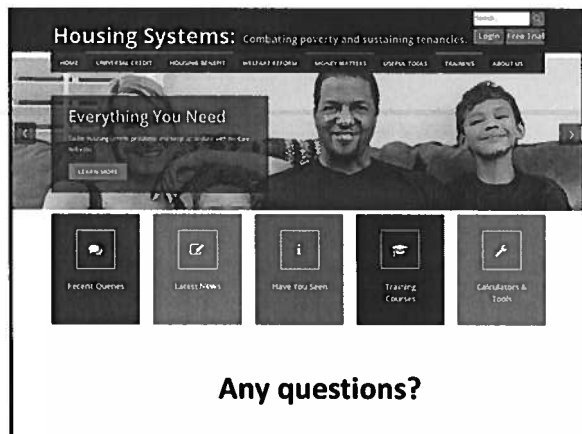 Search...
Housing Systems: Combating poverty and sustaining tenancies.
Login Free Trial
HOME UNIVERSAL CREDIT HOUSING BENEFIT WELFARE REFORM MONEY MATTERS USEFUL TOOLS TRAINING ABOUT US
Everything You Need
LEARN MORE
Recent Queries
Latest News
Have You Seen
Training
Courses
Calculators &
Tools
Any questions?